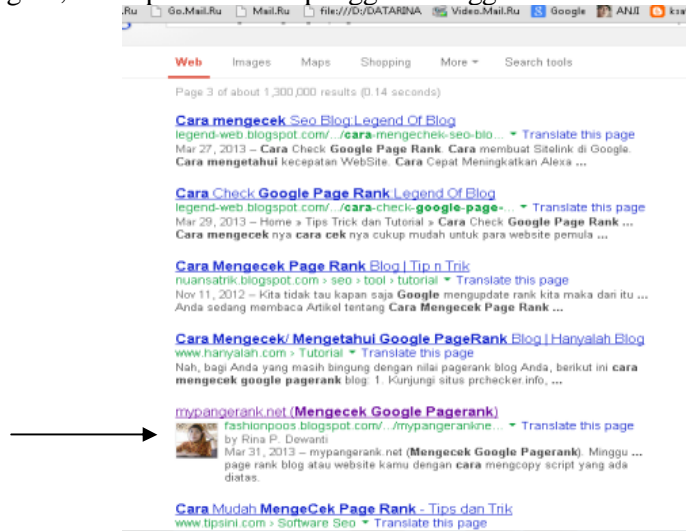 .Ru Go.Mail.Ru Mail.Ru file:///D:/DATARINA Video.Mail.Ru Google ANJI
Web Images Maps Shopping More Search tools
Page 3 of about 1,300,000 results (0.14 seconds)
Cara mengecek Seo Blog:Legend Of Blog
legend-web.blogspot.com/.../cara-mengechek-seo-blo... Translate this page
Mar 27, 2013 – Cara Check Google Page Rank. Cara membuat Sitelink di Google.
Cara mengetahui kecepatan WebSite. Cara Cepat Meningkatkan Alexa ...
Cara Check Google Page Rank:Legend Of Blog
legend-web.blogspot.com/.../cara-check-google-page-... Translate this page
Mar 29, 2013 – Home » Tips Trick dan Tutorial » Cara Check Google Page Rank ...
Cara mengecek nya cara cek nya cukup mudah untuk para website pemula ...
Cara Mengecek Page Rank Blog | Tip n Trik
nuansatrik.blogspot.com › seo › tool › tutorial Translate this page
Nov 11, 2012 – Kita tidak tau kapan saja Google mengupdate rank kita maka dari itu ...
Anda sedang membaca Artikel tentang Cara Mengecek Page Rank ...
Cara Mengecek/ Mengetahui Google PageRank Blog | Hanyalah Blog
www.hanyalah.com › Tutorial Translate this page
Nah, bagi Anda yang masih bingung dengan nilai pagerank blog Anda, berikut ini cara
mengecek google pagerank blog: 1. Kunjungi situs prchecker.info, ...
mypangerank.net (Mengecek Google Pagerank)
fashionpoos.blogspot.com/.../mypangerankne... Translate this page
by Rina P. Dewanti
Mar 31, 2013 – mypangerank.net (Mengecek Google Pagerank). Minggu ...
page rank blog atau website kamu dengan cara mengcopy script yang ada
diatas.
Cara Mudah MengeCek Page Rank - Tips dan Trik
www.tipsini.com › Software Seo Translate this page